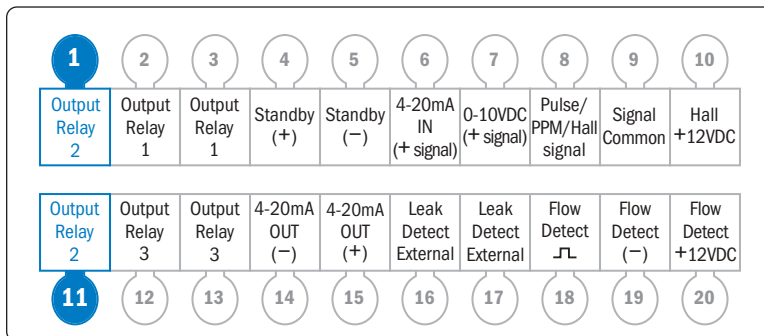 1 2 3 4 5 6 7 8 9 10
Output Relay 2
Output Relay 1
Output Relay 1
Standby (+)
Standby (−)
4-20mA IN (+ signal)
0-10VDC (+ signal)
Pulse/ PPM/Hall signal
Signal Common
Hall +12VDC
Output Relay 2
Output Relay 3
Output Relay 3
4-20mA OUT (−)
4-20mA OUT (+)
Leak Detect External
Leak Detect External
Flow Detect
Flow Detect (−)
Flow Detect +12VDC
11 12 13 14 15 16 17 18 19 20